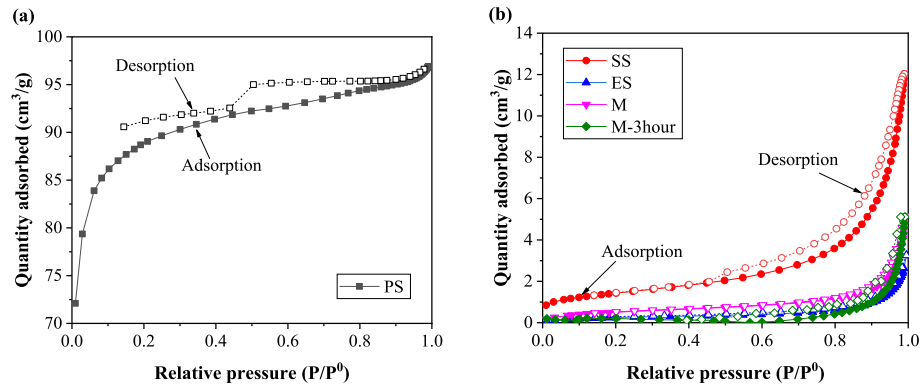 (a)
100
95
90
85
80
75
70
Quantity adsorbed (cm³/g)
Desorption
Adsorption
PS
0.0 0.2 0.4 0.6 0.8 1.0
Relative pressure (P/P⁰)
(b)
14
12
10
8
6
4
2
0
Quantity adsorbed (cm³/g)
SS
ES
M
M-3hour
Desorption
Adsorption
0.0 0.2 0.4 0.6 0.8 1.0
Relative pressure (P/P⁰)